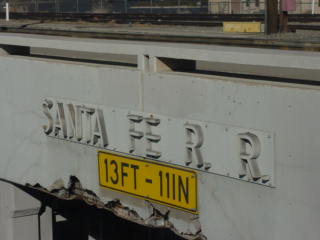 SANTA FE R. R.
13FT - 11IN